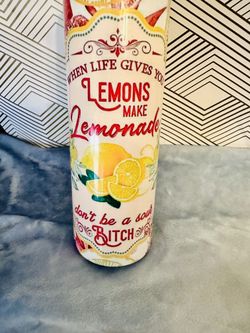 WHEN LIFE GIVES YOU
LEMONS
MAKE
Lemonade
don't be a sour
BITCH